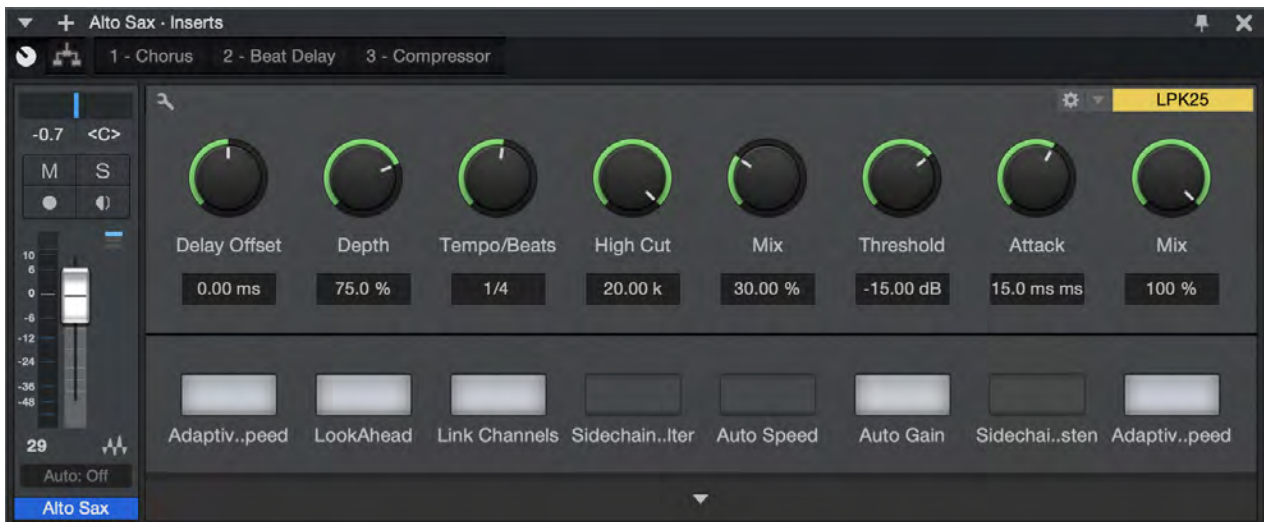 Alto Sax · Inserts
1 - Chorus 2 - Beat Delay 3 - Compressor
LPK25
-0.7 <C>
M S
10
6
0
-6
-12
-24
-36
-48
29
Auto: Off
Alto Sax
Delay Offset Depth Tempo/Beats High Cut Mix Threshold Attack Mix
0.00 ms 75.0 % 1/4 20.00 k 30.00 % -15.00 dB 15.0 ms ms 100 %
Adaptiv..peed LookAhead Link Channels Sidechain..lter Auto Speed Auto Gain Sidechai..sten Adaptiv..peed